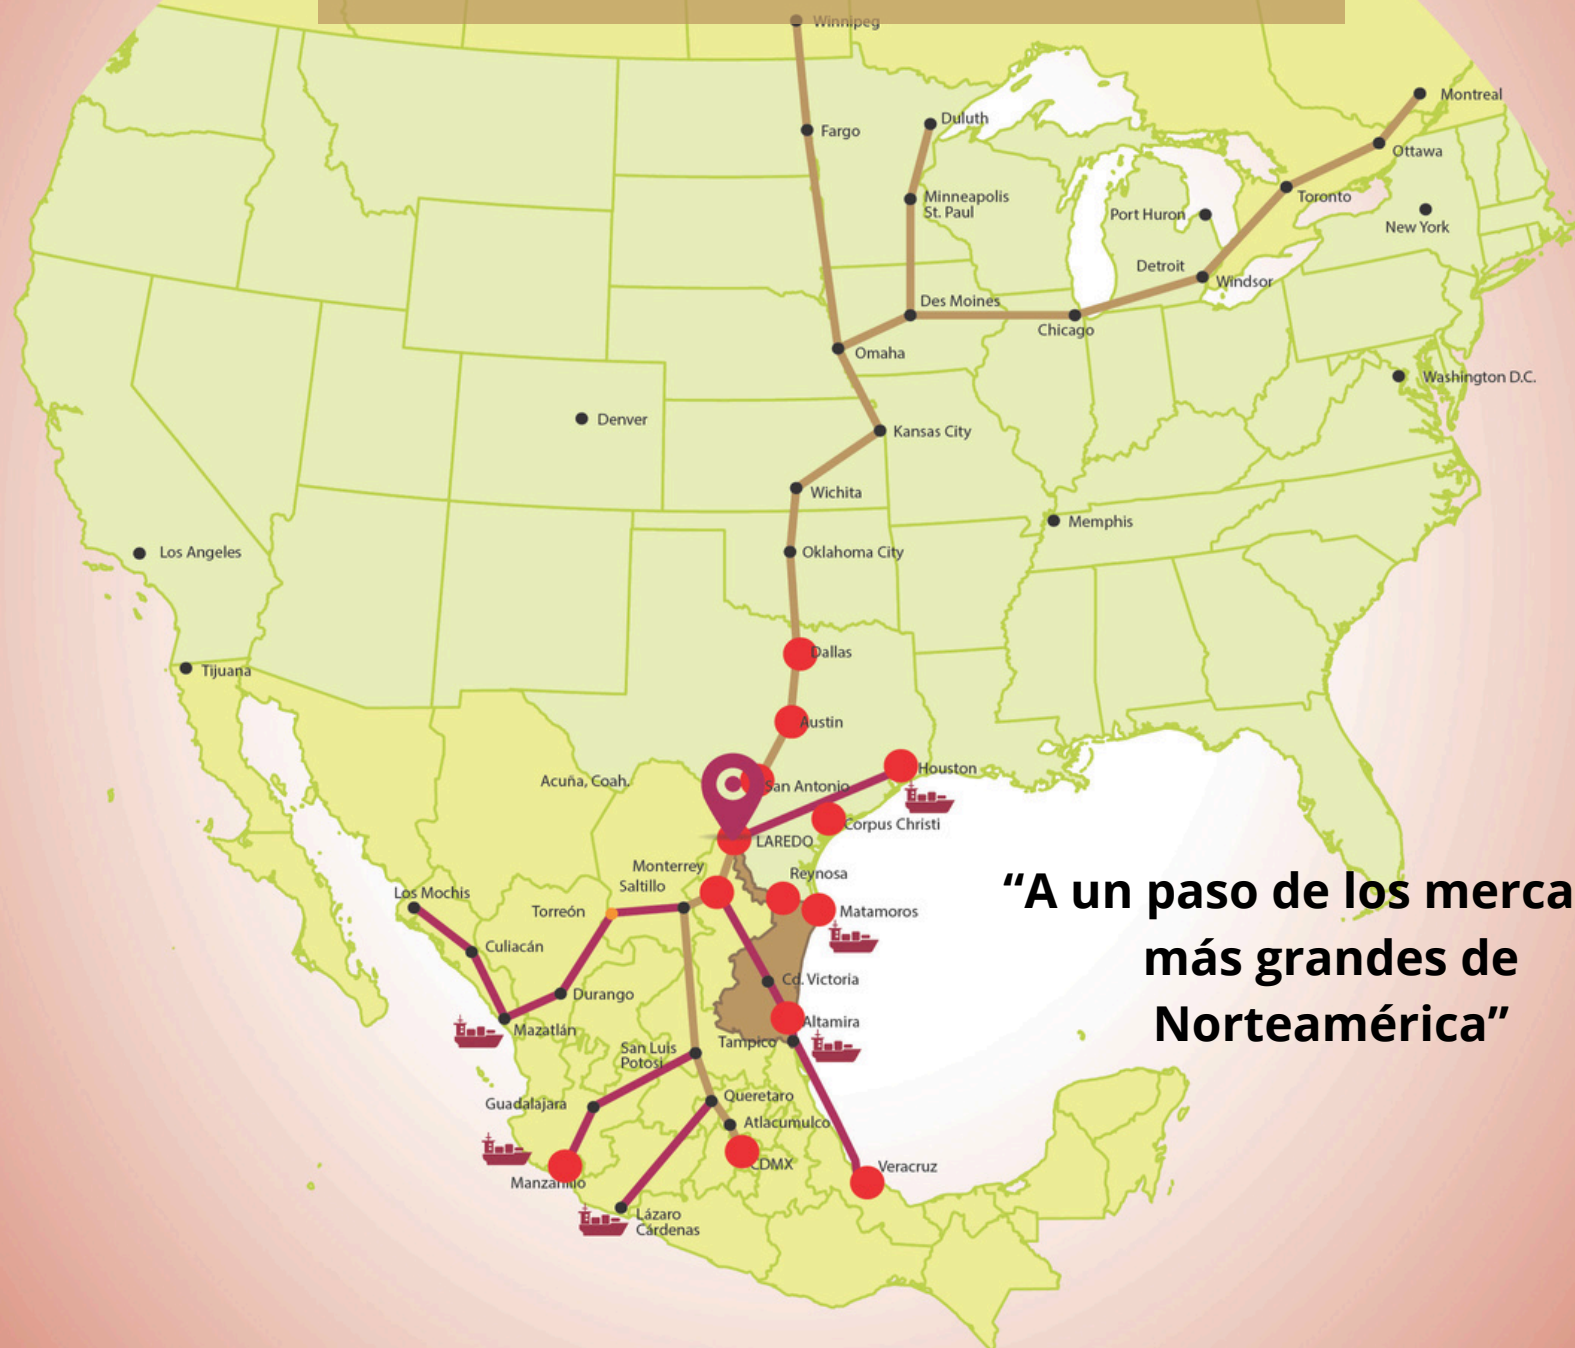 Winnipeg
Montreal
Duluth
Fargo
Ottawa
Minneapolis
St. Paul
Toronto
Port Huron
New York
Detroit
Windsor
Des Moines
Chicago
Omaha
Washington D.C.
Denver
Kansas City
Wichita
Memphis
Los Angeles
Oklahoma City
Dallas
Tijuana
Austin
Houston
Acuña, Coah.
San Antonio
Corpus Christi
LAREDO
Monterrey
Reynosa
Saltillo
Los Mochis
Torreón
Matamoros
“A un paso de los merca
más grandes de
Norteamérica”
Culiacán
Cd. Victoria
Durango
Altamira
Mazatlán
Tampico
San Luis
Potosí
Queretaro
Guadalajara
Atlacumulco
CDMX
Veracruz
Manzanillo
Lázaro
Cárdenas